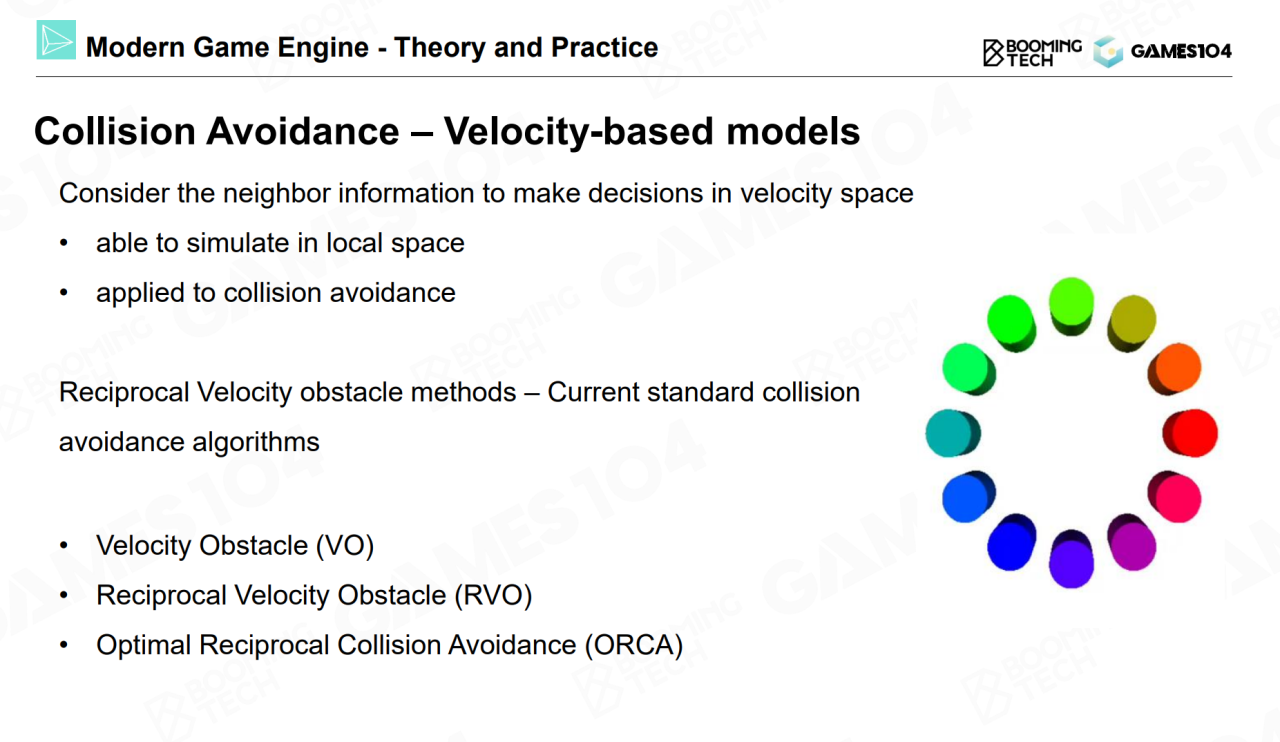 Modern Game Engine - Theory and Practice
BOOMING
TECH
GAMES104
Collision Avoidance – Velocity-based models
Consider the neighbor information to make decisions in velocity space
• able to simulate in local space
• applied to collision avoidance
Reciprocal Velocity obstacle methods – Current standard collision
avoidance algorithms
• Velocity Obstacle (VO)
• Reciprocal Velocity Obstacle (RVO)
• Optimal Reciprocal Collision Avoidance (ORCA)